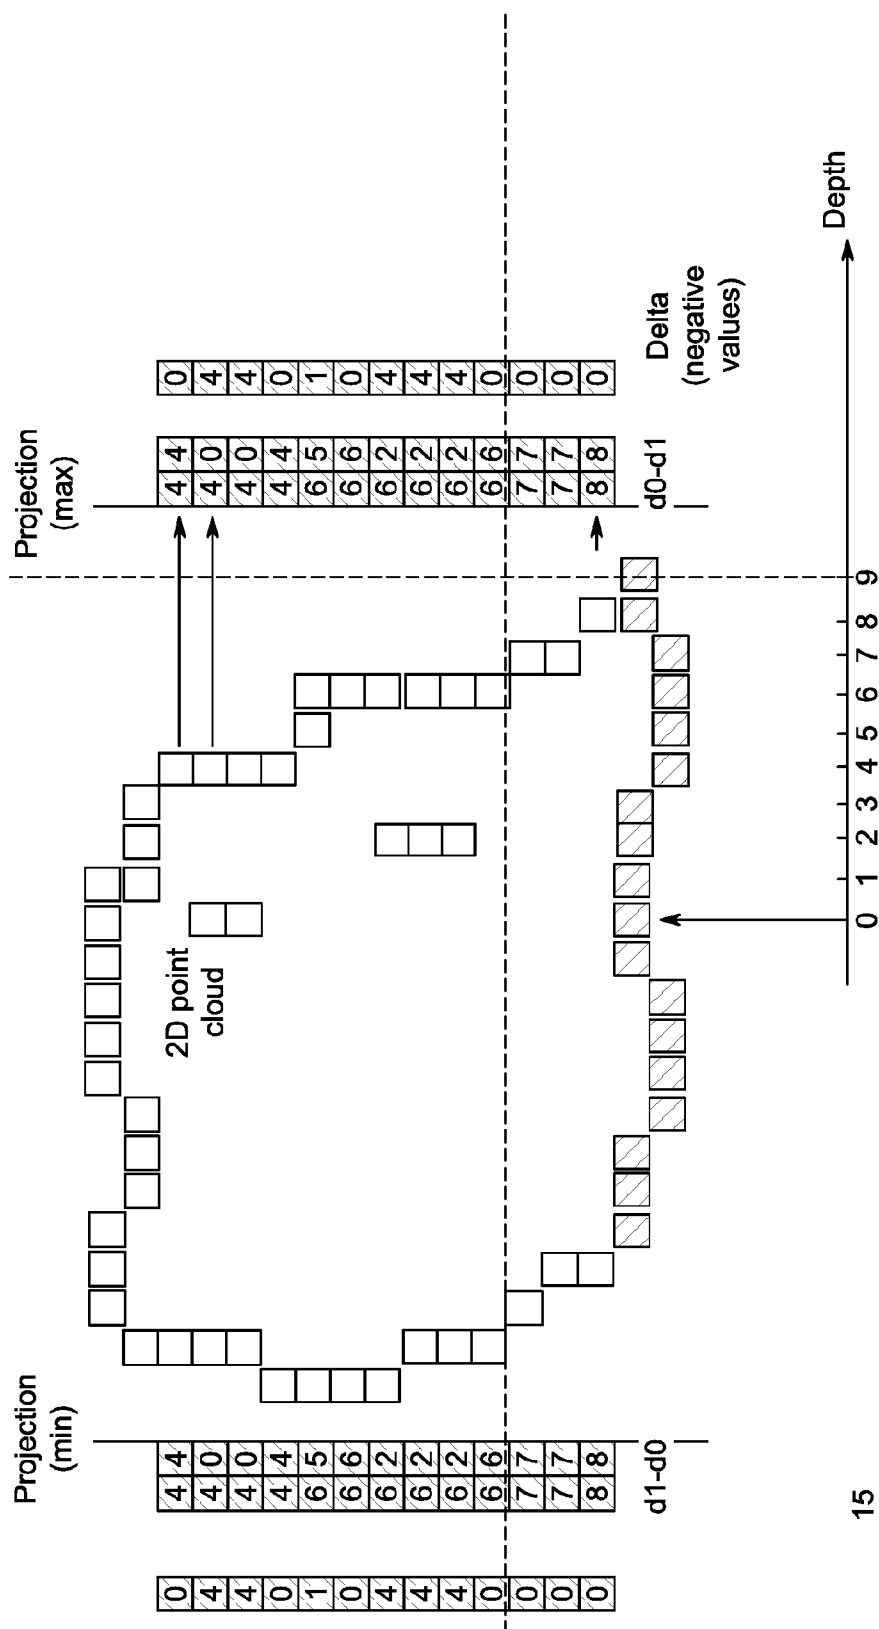 Projection
(min)
Projection
(max)
0 4 4 4 4 0
4 4 0 4 0 4
4 4 0 4 0 4
0 4 4 4 4 0
1 6 5 6 5 1
0 6 6 6 6 0
4 6 2 6 2 4
4 6 2 6 2 4
4 6 2 6 2 4
0 6 6 6 6 0
0 7 7 7 7 0
0 7 7 7 7 0
0 8 8 8 8 0
2D point
cloud
d1-d0
d0-d1
Delta
(negative
values)
Depth
0 1 2 3 4 5 6 7 8 9
15